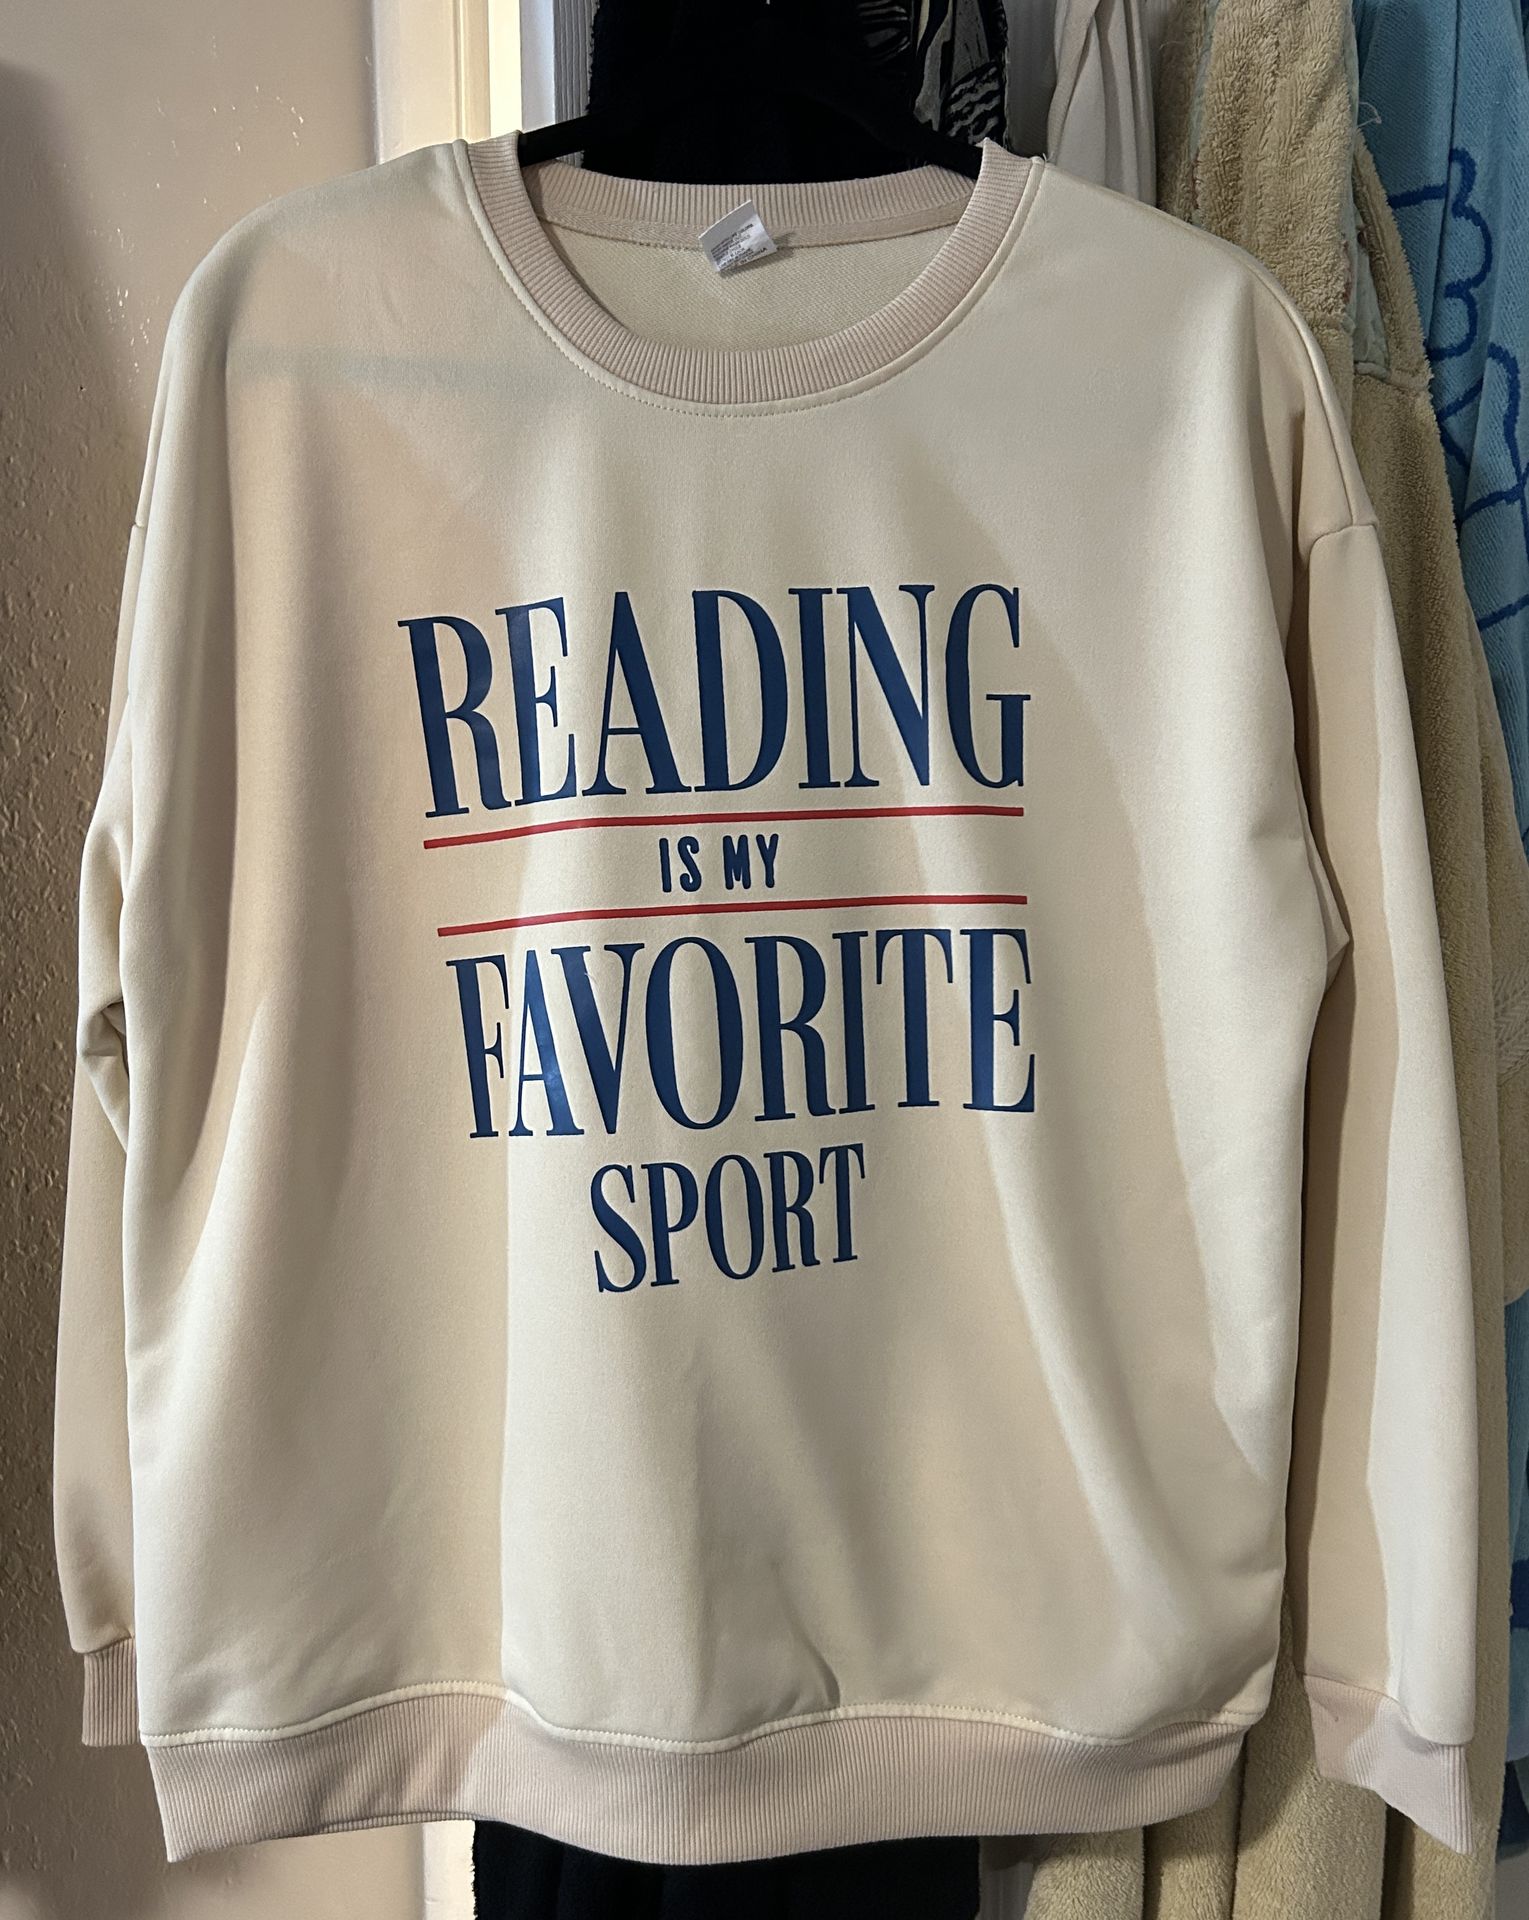 READING
IS MY
FAVORITE
SPORT